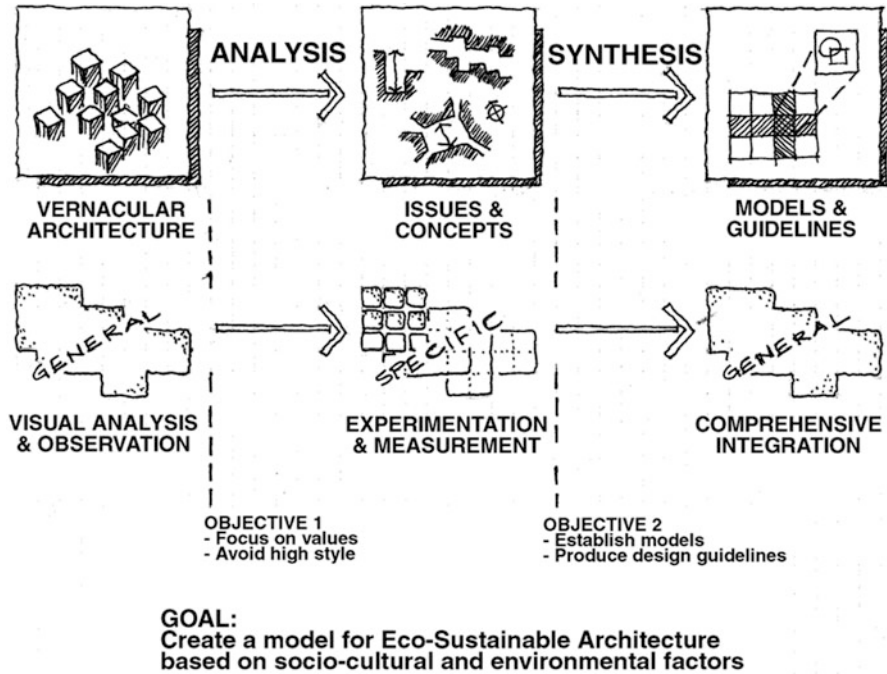 ANALYSIS
SYNTHESIS
VERNACULAR
ARCHITECTURE
ISSUES &
CONCEPTS
MODELS &
GUIDELINES
GENERAL
SPECIFIC
GENERAL
VISUAL ANALYSIS
& OBSERVATION
EXPERIMENTATION
& MEASUREMENT
COMPREHENSIVE
INTEGRATION
OBJECTIVE 1
- Focus on values
- Avoid high style
OBJECTIVE 2
- Establish models
- Produce design guidelines
GOAL:
Create a model for Eco-Sustainable Architecture
based on socio-cultural and environmental factors